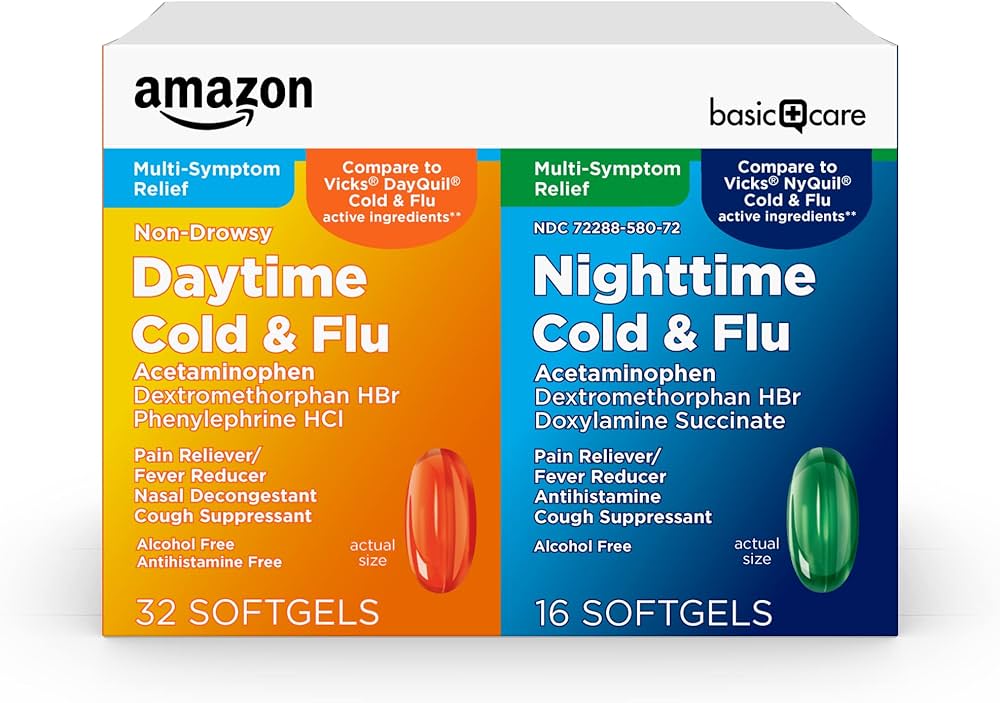 amazon
basic care
Multi-Symptom
Relief
Compare to
Vicks® DayQuil®
Cold & Flu
active ingredients**
Non-Drowsy
Daytime
Cold & Flu
Acetaminophen
Dextromethorphan HBr
Phenylephrine HCl
Pain Reliever/
Fever Reducer
Nasal Decongestant
Cough Suppressant
Alcohol Free
Antihistamine Free
actual
size
32 SOFTGELS
Multi-Symptom
Relief
Compare to
Vicks® NyQuil®
Cold & Flu
active ingredients**
NDC 72288-580-72
Nighttime
Cold & Flu
Acetaminophen
Dextromethorphan HBr
Doxylamine Succinate
Pain Reliever/
Fever Reducer
Antihistamine
Cough Suppressant
Alcohol Free
actual
size
16 SOFTGELS